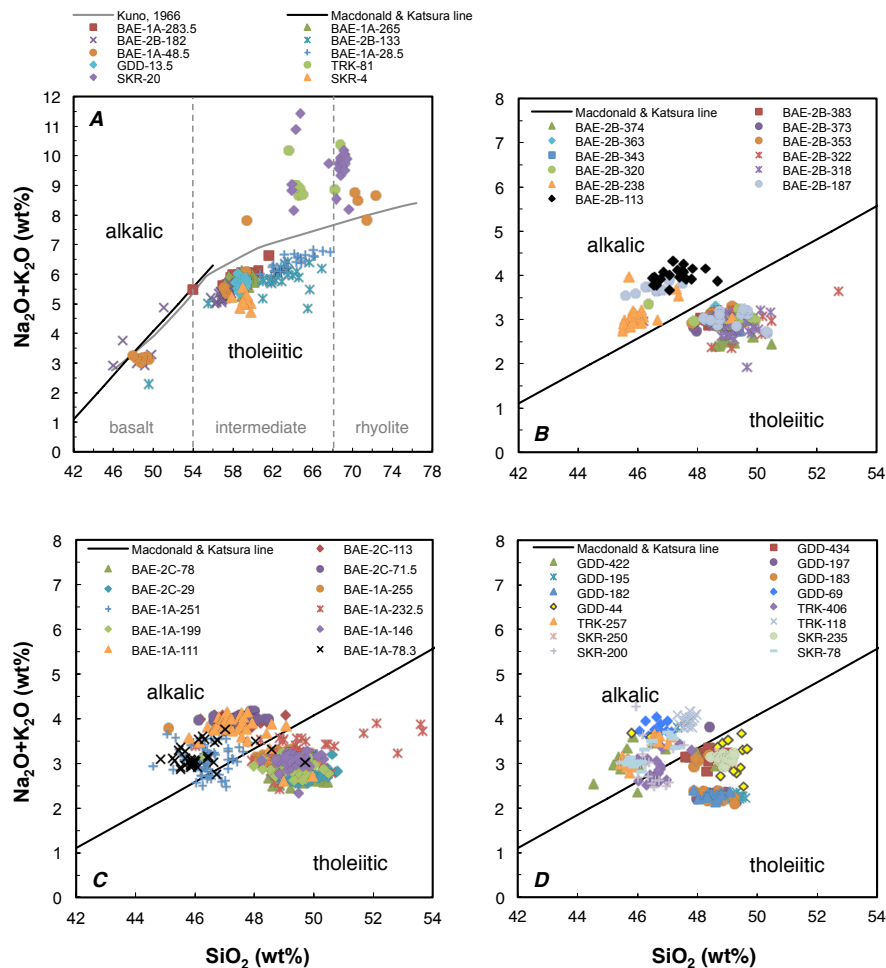 Kuno, 1966 Macdonald & Katsura line
BAE-1A-283.5 BAE-1A-265
BAE-2B-182 BAE-2B-133
BAE-1A-48.5 BAE-1A-28.5
GDD-13.5 TRK-81
SKR-20 SKR-4
Na2O+K2O (wt%)
12
11
10
9
8
7
6
5
4
3
2
1
0
A
alkalic
tholeiitic
basalt intermediate rhyolite
42 46 50 54 58 62 66 70 74 78
8
7
6
5
4
3
2
1
0
Macdonald & Katsura line BAE-2B-383
BAE-2B-374 BAE-2B-373
BAE-2B-363 BAE-2B-353
BAE-2B-343 BAE-2B-322
BAE-2B-320 BAE-2B-318
BAE-2B-238 BAE-2B-187
BAE-2B-113
alkalic
tholeiitic
B
42 44 46 48 50 52 54
Na2O+K2O (wt%)
8
7
6
5
4
3
2
1
0
Macdonald & Katsura line BAE-2C-113
BAE-2C-78 BAE-2C-71.5
BAE-2C-29 BAE-1A-255
BAE-1A-251 BAE-1A-232.5
BAE-1A-199 BAE-1A-146
BAE-1A-111 BAE-1A-78.3
alkalic
tholeiitic
C
42 44 46 48 50 52 54
SiO2 (wt%)
8
7
6
5
4
3
2
1
0
Macdonald & Katsura line GDD-434
GDD-422 GDD-197
GDD-195 GDD-183
GDD-182 GDD-69
GDD-44 TRK-406
TRK-257 TRK-118
SKR-250 SKR-235
SKR-200 SKR-78
alkalic
tholeiitic
D
42 44 46 48 50 52 54
SiO2 (wt%)